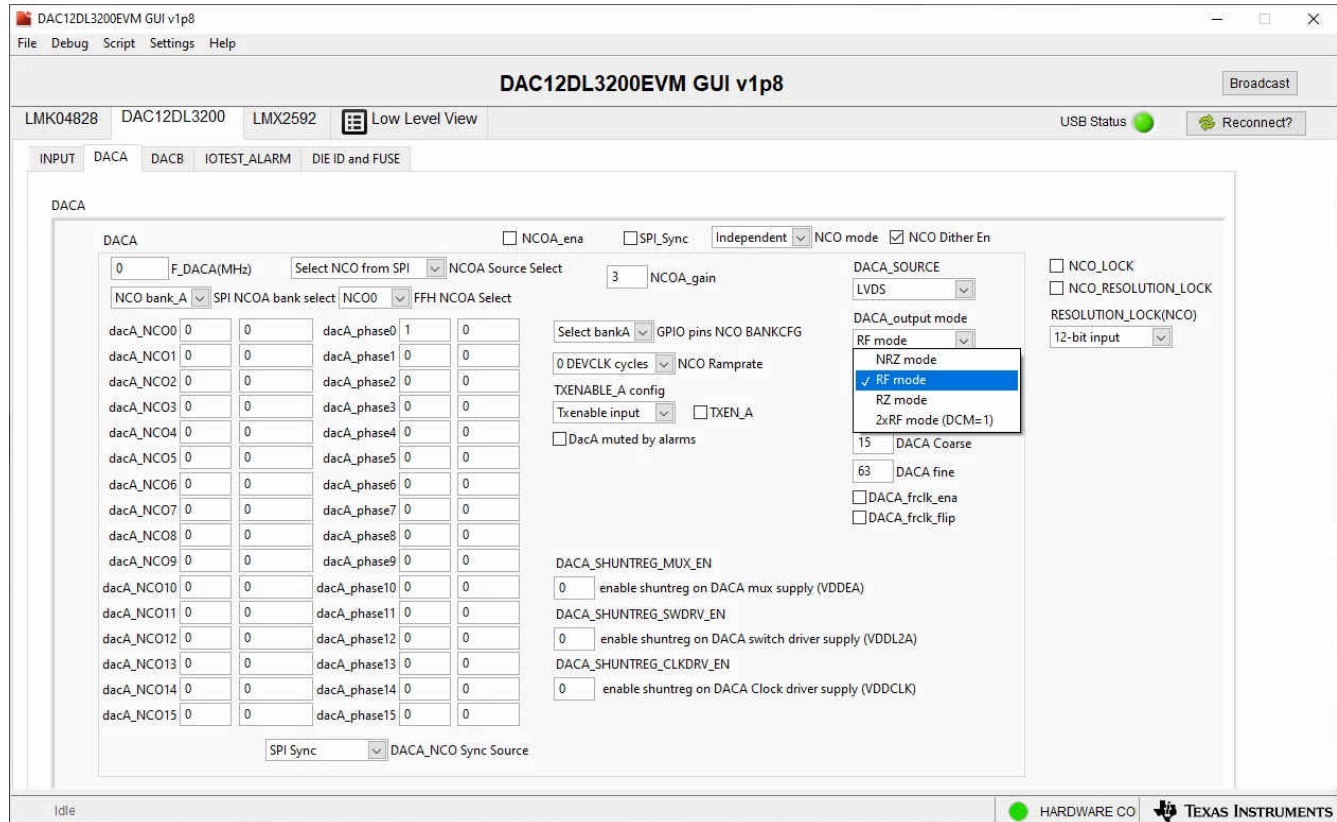 DAC12DL3200EVM GUI v1p8
File Debug Script Settings Help
DAC12DL3200EVM GUI v1p8
Broadcast
LMK04828 DAC12DL3200 LMX2592 Low Level View USB Status Reconnect?
INPUT DACA DACB IOTEST_ALARM DIE ID and FUSE
DACA
DACA NCOA_ena SPI_Sync Independent NCO mode NCO Dither En
0 F_DACA(MHz) Select NCO from SPI NCOA Source Select 3 NCOA_gain DACA_SOURCE NCO_LOCK
NCO bank_A SPI NCOA bank select NCO0 FFH NCOA Select LVDS NCO_RESOLUTION_LOCK
DACA_output mode RESOLUTION_LOCK(NCO)
dacA_NCO0 0 0 dacA_phase0 1 0 Select bankA GPIO pins NCO BANKCFG RF mode 12-bit input
dacA_NCO1 0 0 dacA_phase1 0 0 0 DEVCLK cycles NCO Ramprate NRZ mode
dacA_NCO2 0 0 dacA_phase2 0 0 RF mode
TXENABLE_A config
dacA_NCO3 0 0 dacA_phase3 0 0 Txenable input TXEN_A RZ mode
dacA_NCO4 0 0 dacA_phase4 0 0 DacA muted by alarms 2xRF mode (DCM=1)
15 DACA Coarse
dacA_NCO5 0 0 dacA_phase5 0 0
dacA_NCO6 0 0 dacA_phase6 0 0 63 DACA fine
dacA_NCO7 0 0 dacA_phase7 0 0 DACA_frclk_ena
dacA_NCO8 0 0 dacA_phase8 0 0 DACA_frclk_flip
dacA_NCO9 0 0 dacA_phase9 0 0 DACA_SHUNTREG_MUX_EN
dacA_NCO10 0 0 dacA_phase10 0 0 0 enable shuntreg on DACA mux supply (VDDEA)
dacA_NCO11 0 0 dacA_phase11 0 0 DACA_SHUNTREG_SWDRV_EN
dacA_NCO12 0 0 dacA_phase12 0 0 0 enable shuntreg on DACA switch driver supply (VDDL2A)
dacA_NCO13 0 0 dacA_phase13 0 0 DACA_SHUNTREG_CLKDRV_EN
dacA_NCO14 0 0 dacA_phase14 0 0 0 enable shuntreg on DACA Clock driver supply (VDDCLK)
dacA_NCO15 0 0 dacA_phase15 0 0
SPI Sync DACA_NCO Sync Source
Idle HARDWARE CO TEXAS INSTRUMENTS